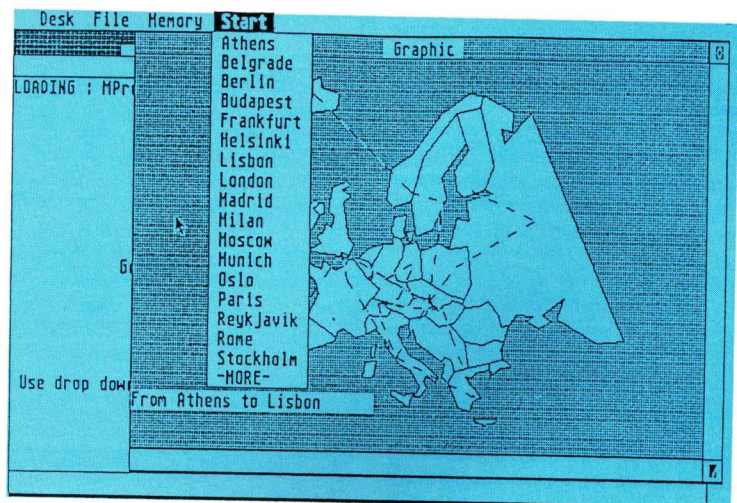 Desk File Memory Start
Graphic
Athens
Belgrade
Berlin
Budapest
Frankfurt
Helsinki
Lisbon
London
Madrid
Milan
Moscow
Munich
Oslo
Paris
Reykjavik
Rome
Stockholm
-MORE-
LOADING : MPr
G
Use drop dow
From Athens to Lisbon